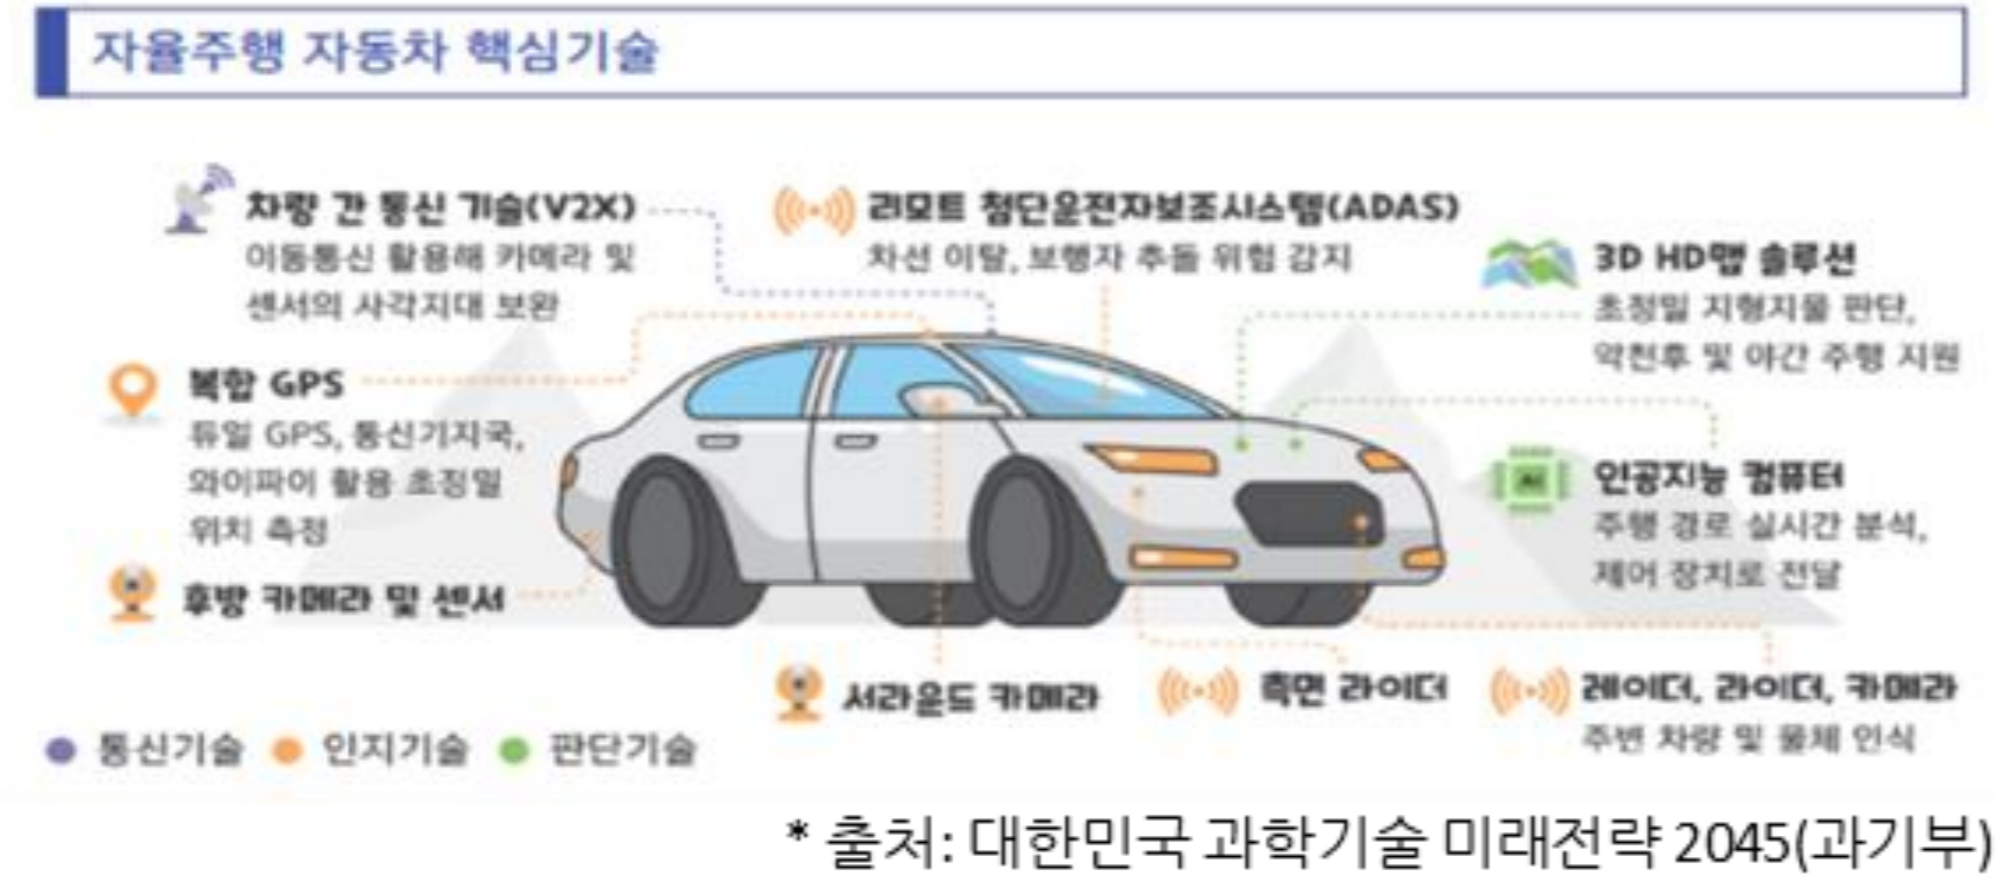 자율주행 자동차 핵심기술
차량 간 통신 기술(V2X)
이동통신 활용해 카메라 및
센서의 사각지대 보완
리모트 첨단운전자보조시스템(ADAS)
차선 이탈, 보행자 추돌 위험 감지
3D HD맵 솔루션
초정밀 지형지물 판단,
악천후 및 야간 주행 지원
복합 GPS
듀얼 GPS, 통신기지국,
와이파이 활용 초정밀
위치 측정
AI
인공지능 컴퓨터
주행 경로 실시간 분석,
제어 장치로 전달
후방 카메라 및 센서
서라운드 카메라
측면 라이더
레이더, 라이더, 카메라
주변 차량 및 물체 인식
통신기술 인지기술 판단기술
* 출처: 대한민국 과학기술 미래전략 2045(과기부)